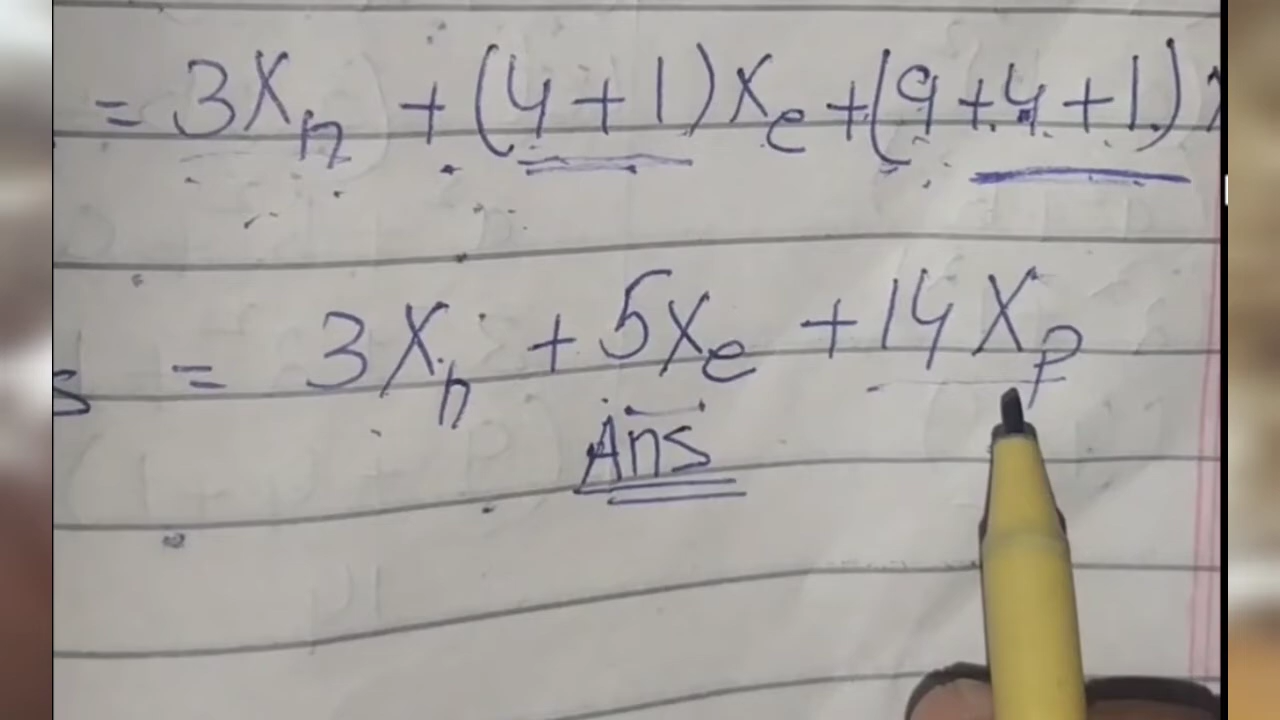 = 3Xn + (4+1)Xe + (9+4+1)
s = 3Xn + 5Xe + 14Xp
Ans